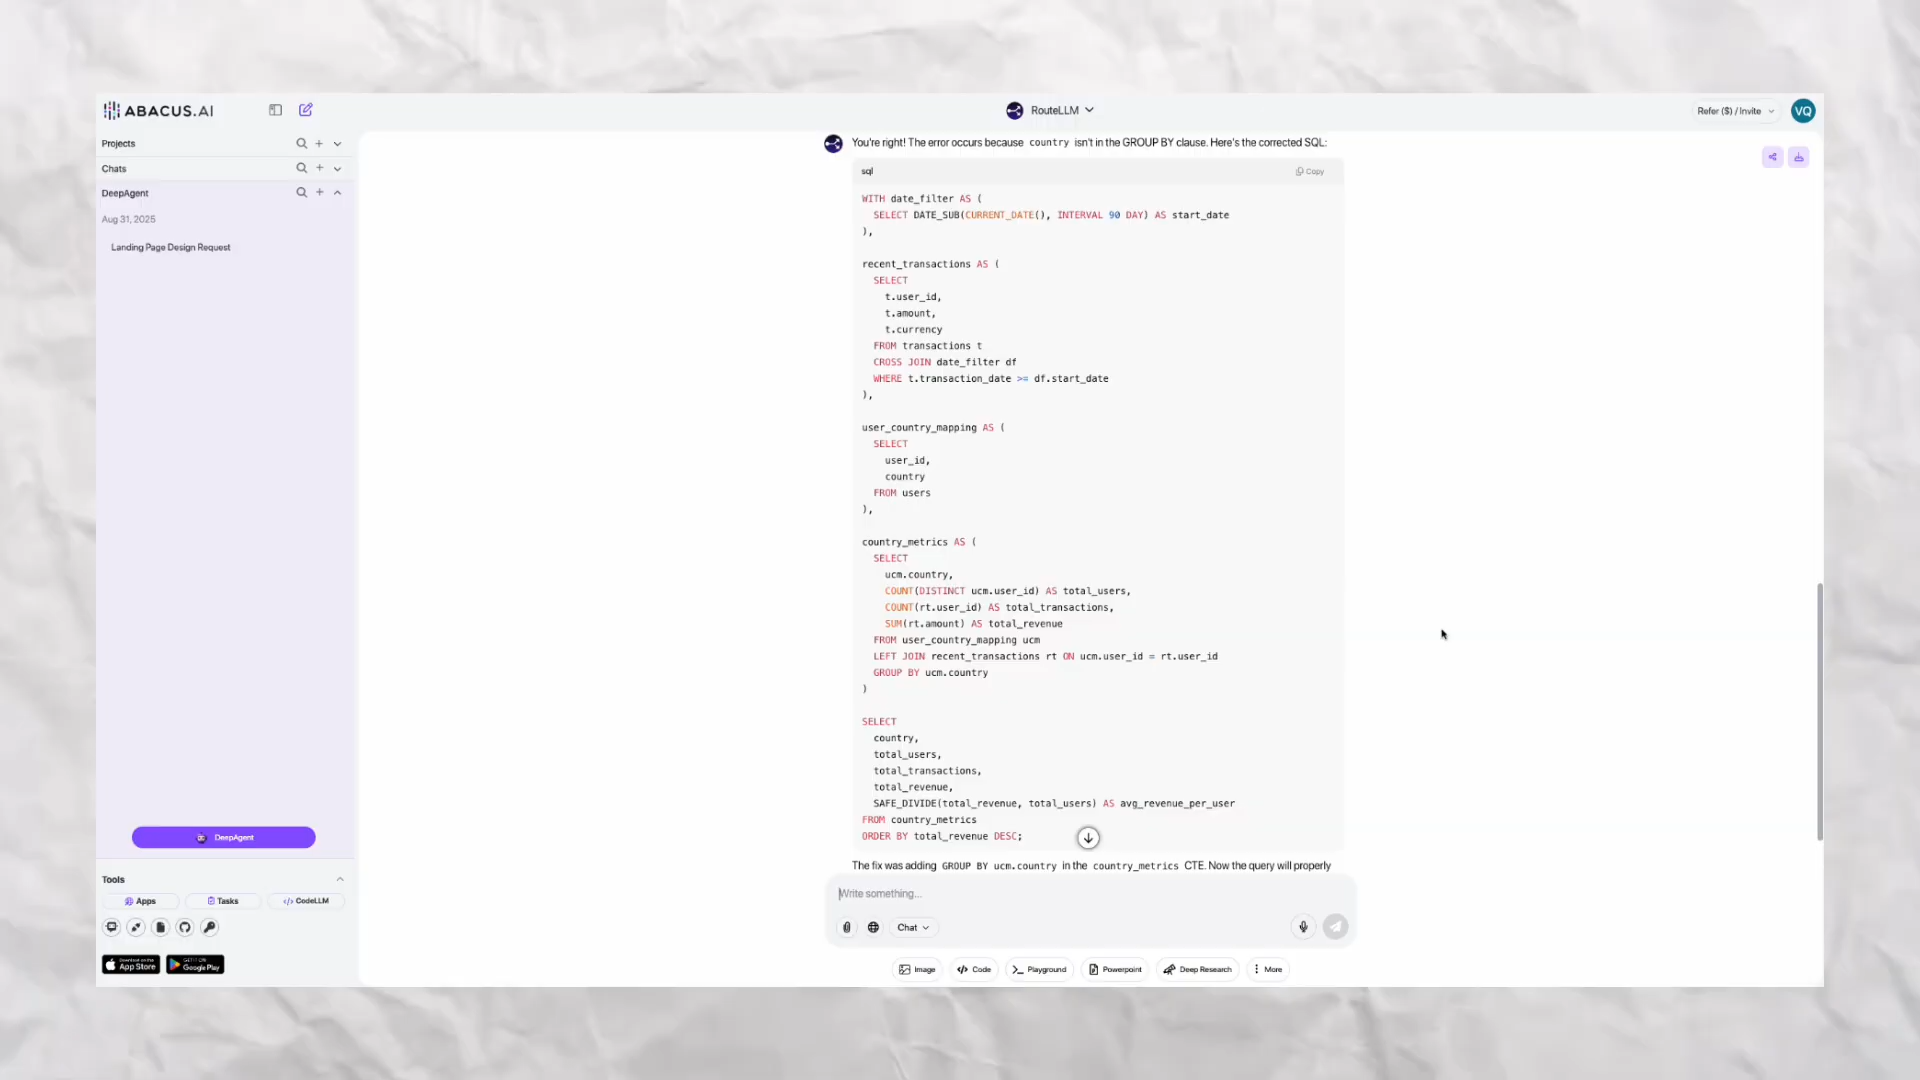 ABACUS.AI
RouteLLM
Refer ($) / Invite
VQ
Projects
Chats
DeepAgent
Aug 31, 2025
Landing Page Design Request
You're right! The error occurs because country isn't in the GROUP BY clause. Here's the corrected SQL:
sql
Copy
WITH date_filter AS (
SELECT DATE_SUB(CURRENT_DATE(), INTERVAL 90 DAY) AS start_date
),
recent_transactions AS (
SELECT
t.user_id,
t.amount,
t.currency
FROM transactions t
CROSS JOIN date_filter df
WHERE t.transaction_date >= df.start_date
),
user_country_mapping AS (
SELECT
user_id,
country
FROM users
),
country_metrics AS (
SELECT
ucm.country,
COUNT(DISTINCT ucm.user_id) AS total_users,
COUNT(rt.user_id) AS total_transactions,
SUM(rt.amount) AS total_revenue
FROM user_country_mapping ucm
LEFT JOIN recent_transactions rt ON ucm.user_id = rt.user_id
GROUP BY ucm.country
)
SELECT
country,
total_users,
total_transactions,
total_revenue,
SAFE_DIVIDE(total_revenue, total_users) AS avg_revenue_per_user
FROM country_metrics
ORDER BY total_revenue DESC;
The fix was adding GROUP BY ucm.country in the country_metrics CTE. Now the query will properly
DeepAgent
Tools
Apps
Tasks
CodeLLM
Download on the
App Store
GET IT ON
Google Play
Write something...
Chat
Image
Code
Playground
Powerpoint
Deep Research
More